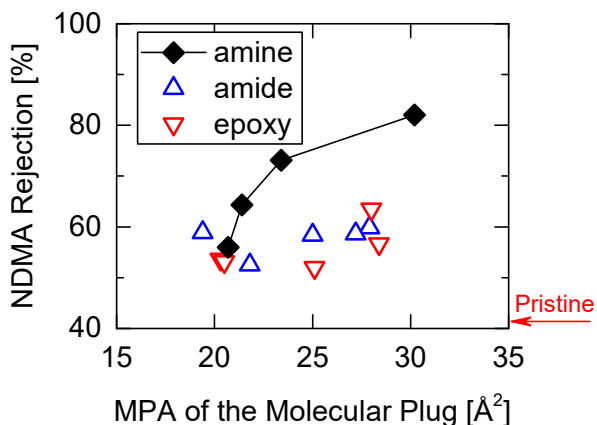 100
80
60
40
NDMA Rejection [%]
amine
amide
epoxy
Pristine
15 20 25 30 35
MPA of the Molecular Plug [Å²]